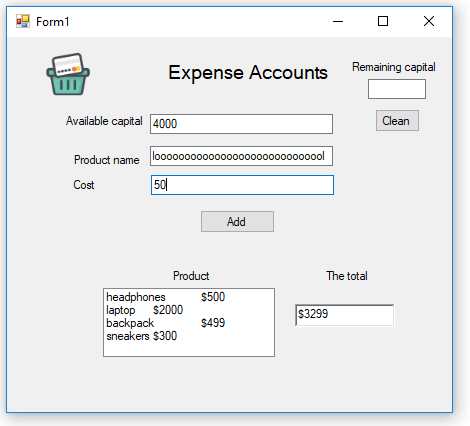 Form1
Expense Accounts
Remaining capital
Available capital 4000
Clean
Product name looooooooooooooooooooooooooool
Cost 50
Add
Product The total
headphones $500
laptop $2000
backpack $499
sneakers $300
$3299